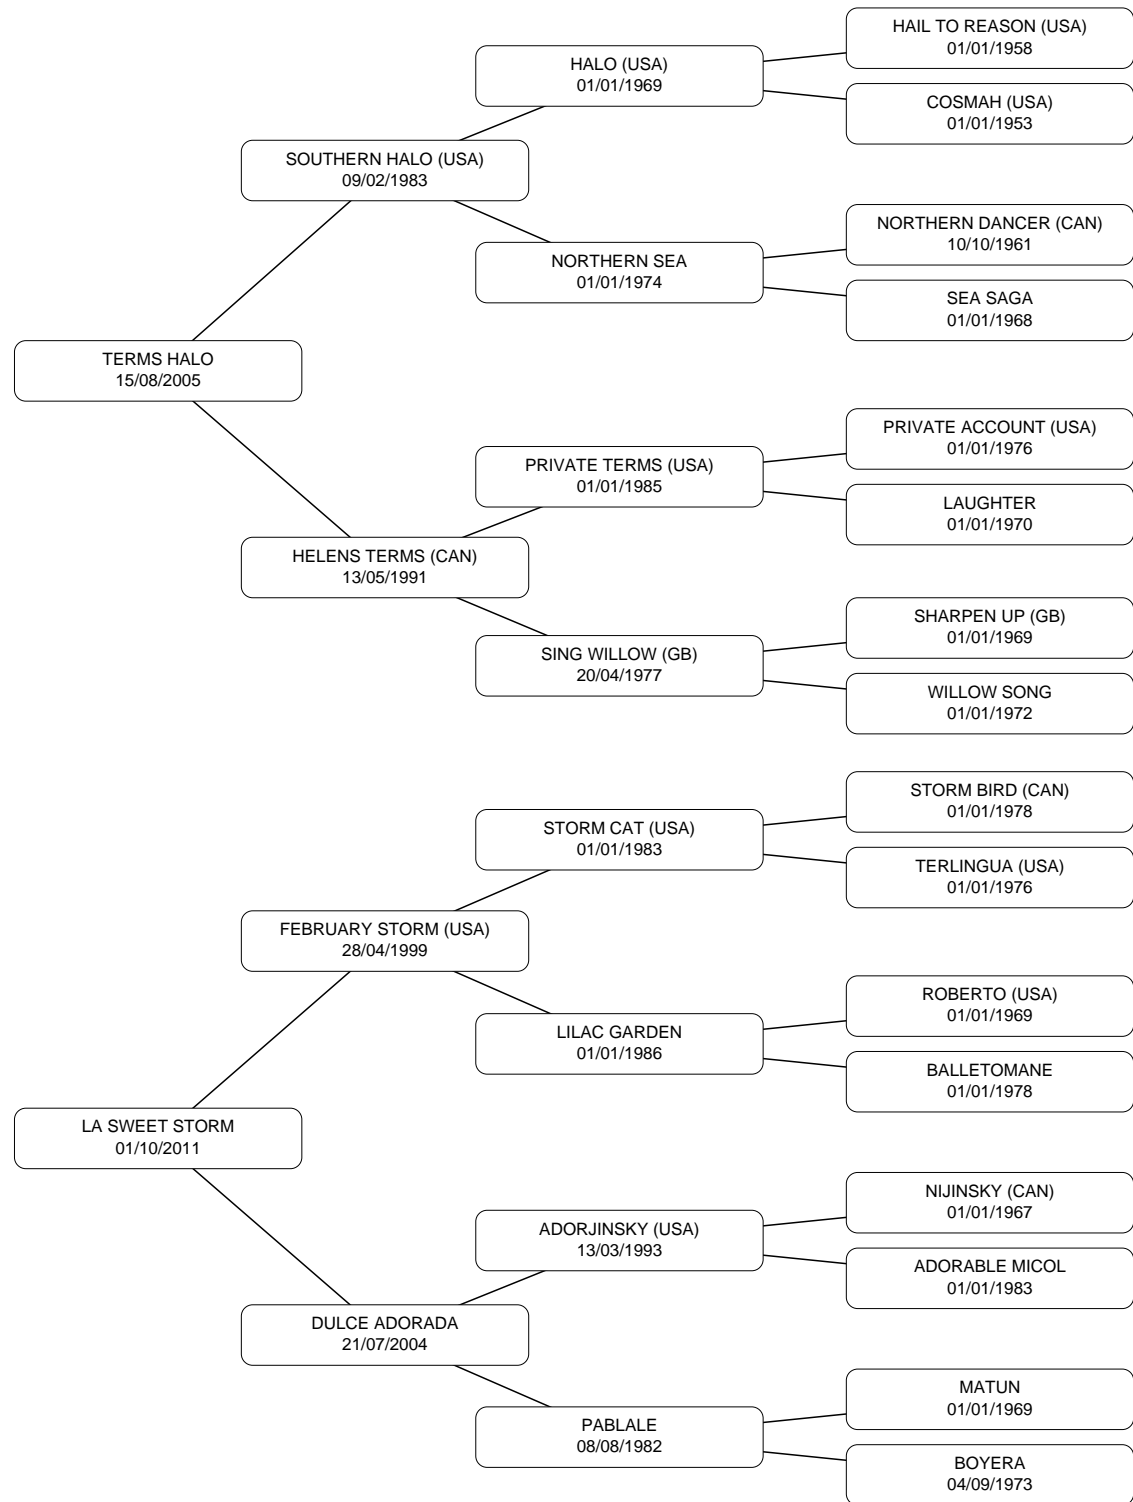 HAIL TO REASON (USA)
01/01/1958
HALO (USA)
01/01/1969
COSMAH (USA)
01/01/1953
SOUTHERN HALO (USA)
09/02/1983
NORTHERN DANCER (CAN)
10/10/1961
NORTHERN SEA
01/01/1974
SEA SAGA
01/01/1968
TERMS HALO
15/08/2005
PRIVATE ACCOUNT (USA)
01/01/1976
PRIVATE TERMS (USA)
01/01/1985
LAUGHTER
01/01/1970
HELENS TERMS (CAN)
13/05/1991
SHARPEN UP (GB)
01/01/1969
SING WILLOW (GB)
20/04/1977
WILLOW SONG
01/01/1972
STORM BIRD (CAN)
01/01/1978
STORM CAT (USA)
01/01/1983
TERLINGUA (USA)
01/01/1976
FEBRUARY STORM (USA)
28/04/1999
ROBERTO (USA)
01/01/1969
LILAC GARDEN
01/01/1986
BALLETOMANE
01/01/1978
LA SWEET STORM
01/10/2011
NIJINSKY (CAN)
01/01/1967
ADORJINSKY (USA)
13/03/1993
ADORABLE MICOL
01/01/1983
DULCE ADORADA
21/07/2004
MATUN
01/01/1969
PABLALE
08/08/1982
BOYERA
04/09/1973